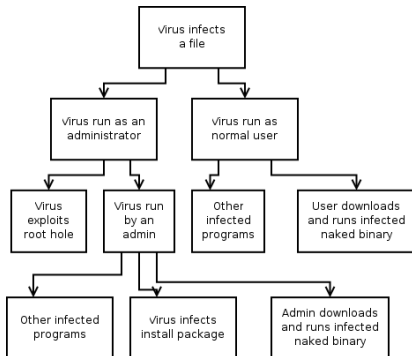 Virus infects
a file
Virus run as an
administrator
Virus run as
normal user
Virus
exploits
root hole
Virus run
by an
admin
Other
infected
programs
User downloads
and runs infected
naked binary
Other infected
programs
Virus infects
install package
Admin downloads
and runs infected
naked binary